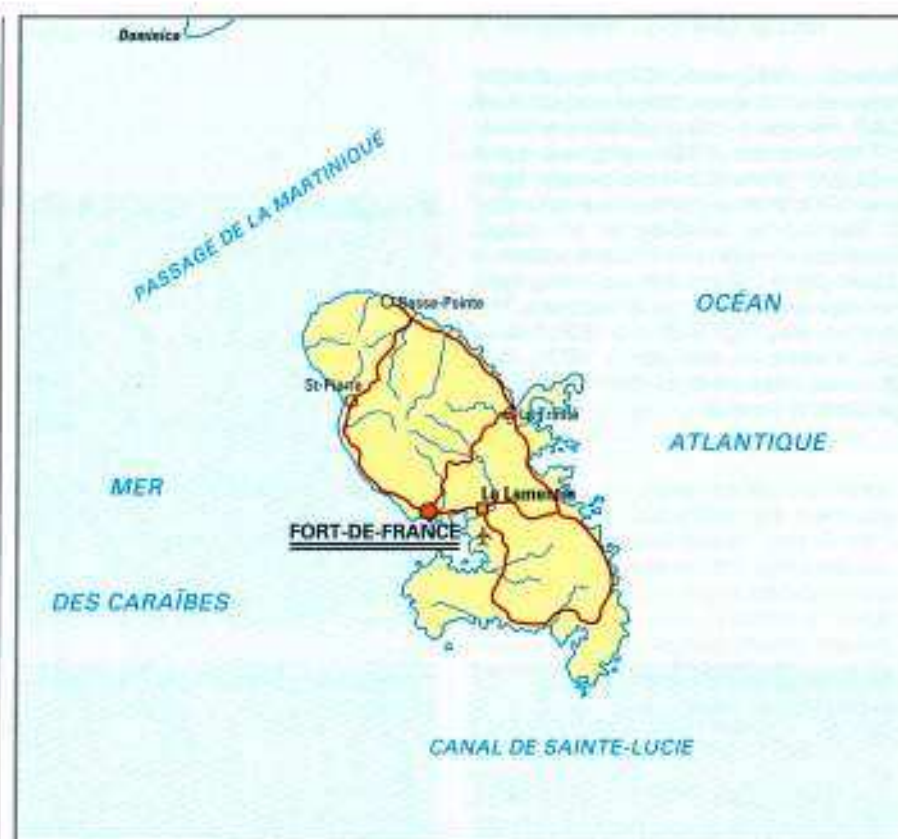 Dominica
PASSAGE DE LA MARTINIQUE
Basse-Pointe
OCÉAN
St-Pierre
La Trinité
ATLANTIQUE
MER
Le Lamentin
FORT-DE-FRANCE
DES CARAÏBES
CANAL DE SAINTE-LUCIE